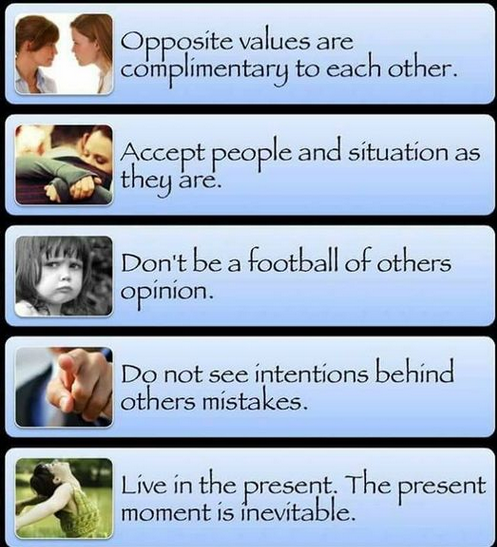 Opposite values are
complimentary to each other.
Accept people and situation as
they are.
Don't be a football of others
opinion.
Do not see intentions behind
others mistakes.
Live in the present. The present
moment is inevitable.